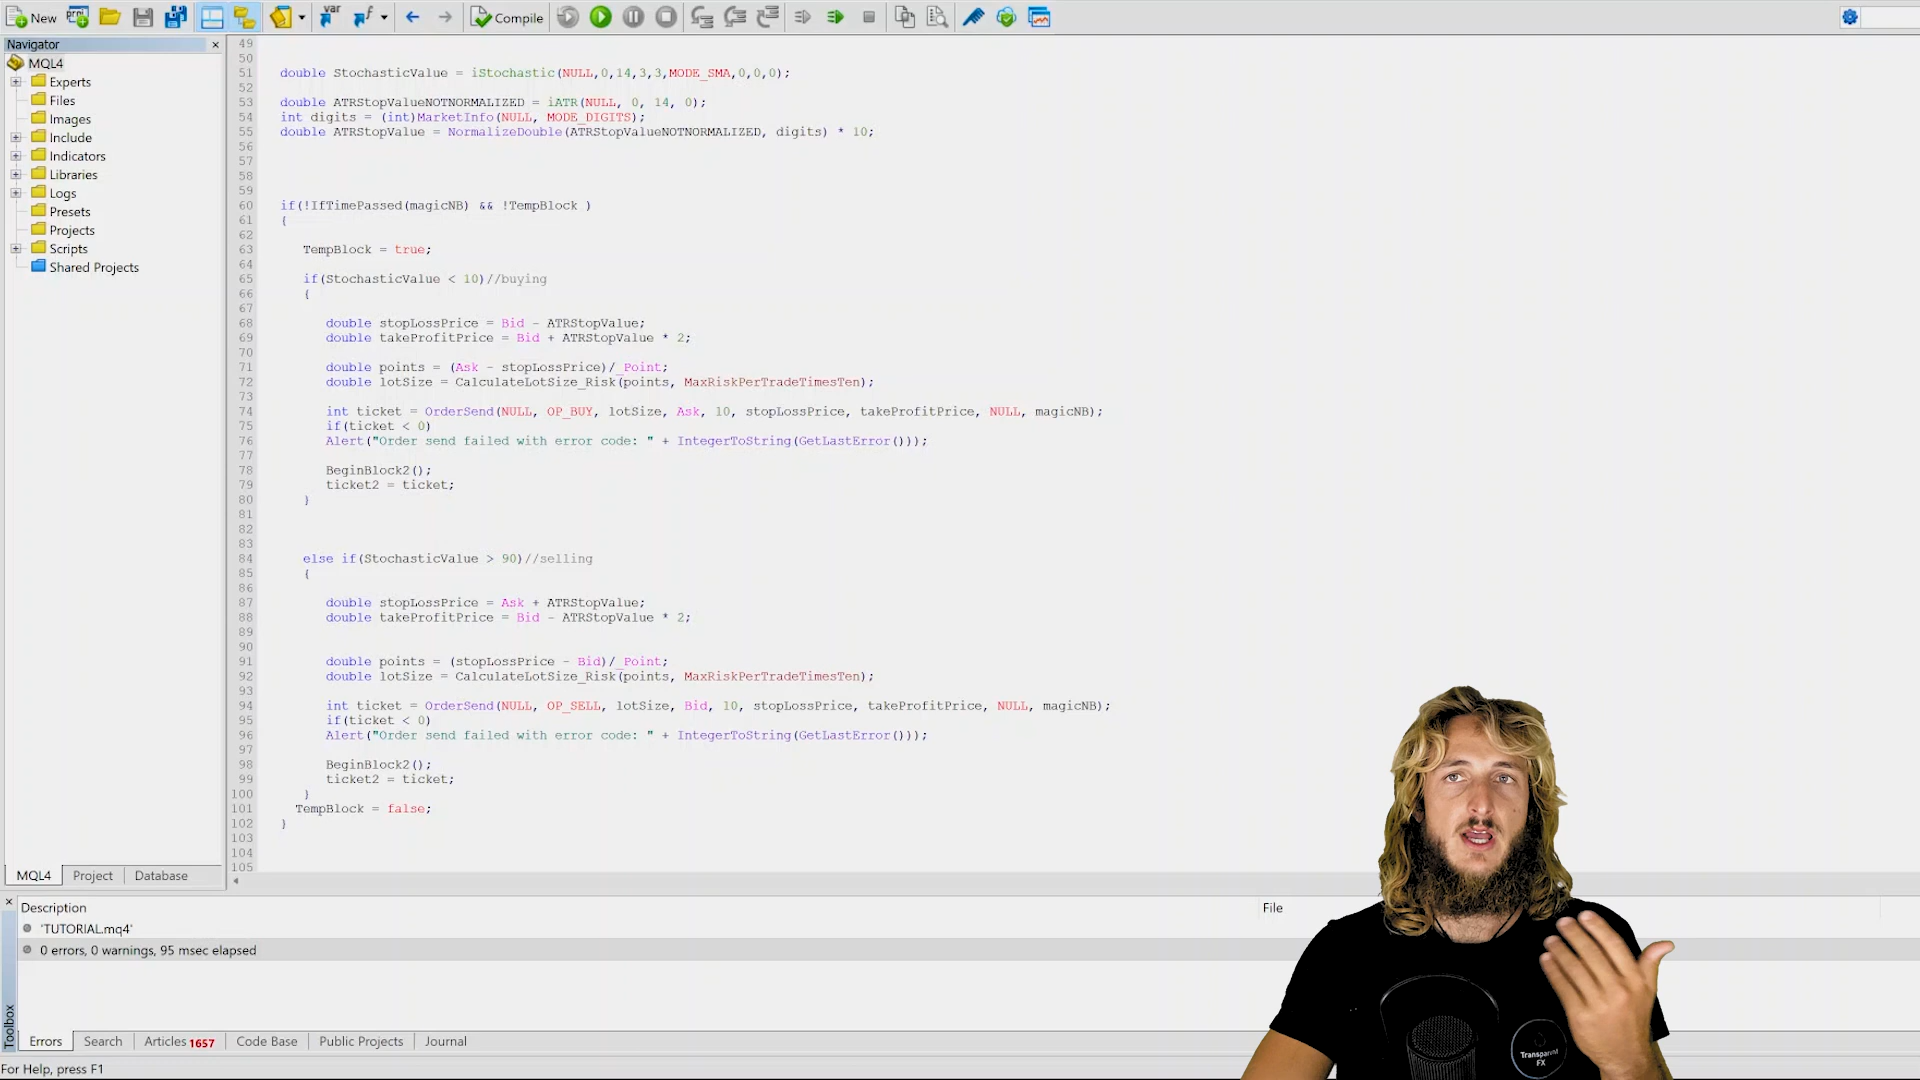 New
var
Compile
Navigator
MQL4
Experts
Files
Images
Include
Indicators
Libraries
Logs
Presets
Projects
Scripts
Shared Projects
MQL4 Project Database
49
50
51 double StochasticValue = iStochastic(NULL,0,14,3,3,MODE_SMA,0,0,0);
52
53 double ATRStopValueNOTNORMALIZED = iATR(NULL, 0, 14, 0);
54 int digits = (int)MarketInfo(NULL, MODE_DIGITS);
55 double ATRStopValue = NormalizeDouble(ATRStopValueNOTNORMALIZED, digits) * 10;
56
57
58
59
60 if(!IfTimePassed(magicNB) && !TempBlock )
61 {
62
63 TempBlock = true;
64
65 if(StochasticValue < 10)//buying
66 {
67
68 double stopLossPrice = Bid - ATRStopValue;
69 double takeProfitPrice = Bid + ATRStopValue * 2;
70
71 double points = (Ask - stopLossPrice)/_Point;
72 double lotSize = CalculateLotSize_Risk(points, MaxRiskPerTradeTimesTen);
73
74 int ticket = OrderSend(NULL, OP_BUY, lotSize, Ask, 10, stopLossPrice, takeProfitPrice, NULL, magicNB);
75 if(ticket < 0)
76 Alert("Order send failed with error code: " + IntegerToString(GetLastError()));
77
78 BeginBlock2();
79 ticket2 = ticket;
80 }
81
82
83
84 else if(StochasticValue > 90)//selling
85 {
86
87 double stopLossPrice = Ask + ATRStopValue;
88 double takeProfitPrice = Bid - ATRStopValue * 2;
89
90
91 double points = (stopLossPrice - Bid)/_Point;
92 double lotSize = CalculateLotSize_Risk(points, MaxRiskPerTradeTimesTen);
93
94 int ticket = OrderSend(NULL, OP_SELL, lotSize, Bid, 10, stopLossPrice, takeProfitPrice, NULL, magicNB);
95 if(ticket < 0)
96 Alert("Order send failed with error code: " + IntegerToString(GetLastError()));
97
98 BeginBlock2();
99 ticket2 = ticket;
100 }
101 TempBlock = false;
102 }
103
104
105
Description File
'TUTORIAL.mq4'
0 errors, 0 warnings, 95 msec elapsed
Toolbox
Errors Search Articles 1657 Code Base Public Projects Journal
For Help, press F1
Transparent
FX